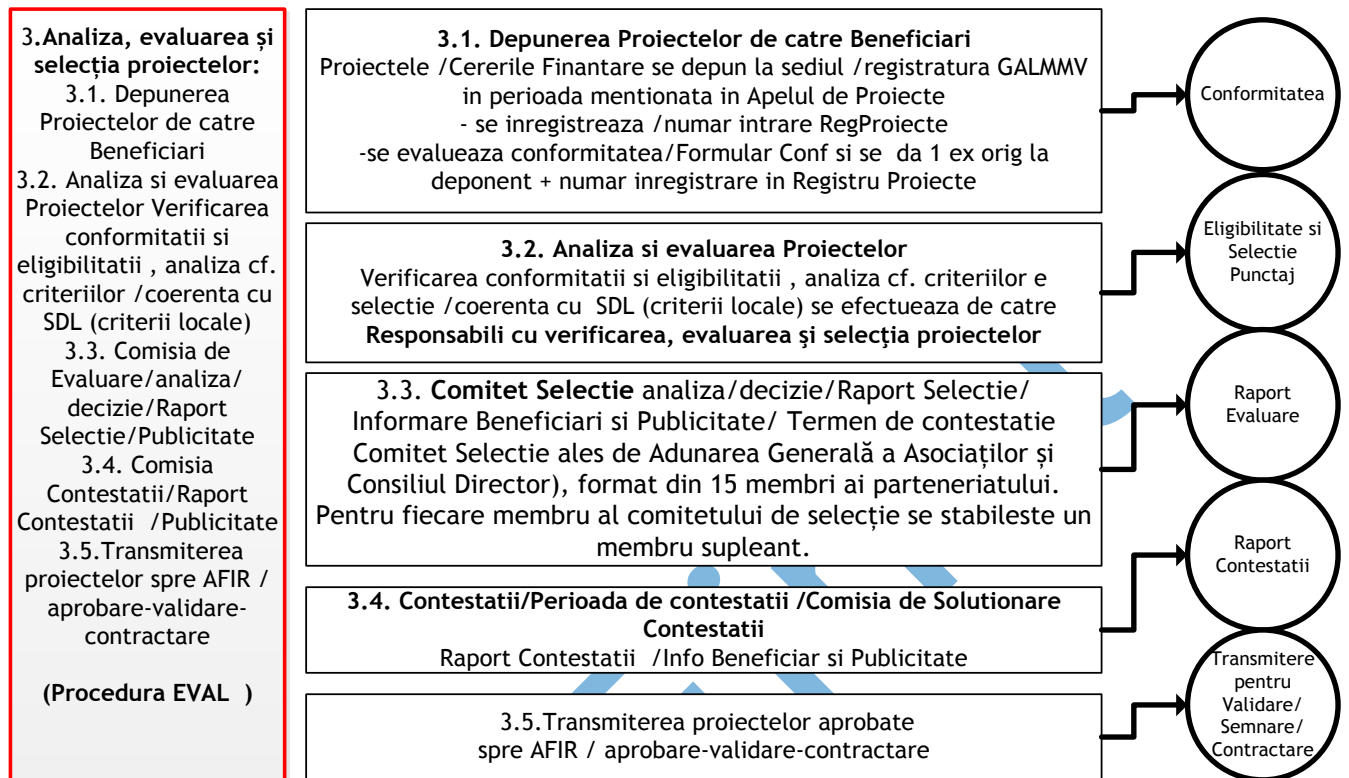 3.Analiza, evaluarea și
selecția proiectelor:
3.1. Depunerea
Proiectelor de catre
Beneficiari
3.2. Analiza si evaluarea
Proiectelor Verificarea
conformitatii si
eligibilitatii , analiza cf.
criteriilor /coerenta cu
SDL (criterii locale)
3.3. Comisia de
Evaluare/analiza/
decizie/Raport
Selectie/Publicitate
3.4. Comisia
Contestatii/Raport
Contestatii /Publicitate
3.5.Transmiterea
proiectelor spre AFIR /
aprobare-validare-
contractare
(Procedura EVAL )
3.1. Depunerea Proiectelor de catre Beneficiari
Proiectele /Cererile Finantare se depun la sediul /registratura GALMMV
in perioada mentionata in Apelul de Proiecte
- se inregistreaza /numar intrare RegProiecte
-se evalueaza conformitatea/Formular Conf si se da 1 ex orig la
deponent + numar inregistrare in Registru Proiecte
Conformitatea
3.2. Analiza si evaluarea Proiectelor
Verificarea conformitatii si eligibilitatii , analiza cf. criteriilor e
selectie /coerenta cu SDL (criterii locale) se efectueaza de catre
Responsabili cu verificarea, evaluarea şi selecţia proiectelor
Eligibilitate si
Selectie
Punctaj
3.3. Comitet Selectie analiza/decizie/Raport Selectie/
Informare Beneficiari si Publicitate/ Termen de contestatie
Comitet Selectie ales de Adunarea Generală a Asociaților și
Consiliul Director), format din 15 membri ai parteneriatului.
Pentru fiecare membru al comitetului de selecție se stabileste un
membru supleant.
Raport
Evaluare
3.4. Contestatii/Perioada de contestatii /Comisia de Solutionare
Contestatii
Raport Contestatii /Info Beneficiar si Publicitate
Raport
Contestatii
3.5.Transmiterea proiectelor aprobate
spre AFIR / aprobare-validare-contractare
Transmitere
pentru
Validare/
Semnare/
Contractare